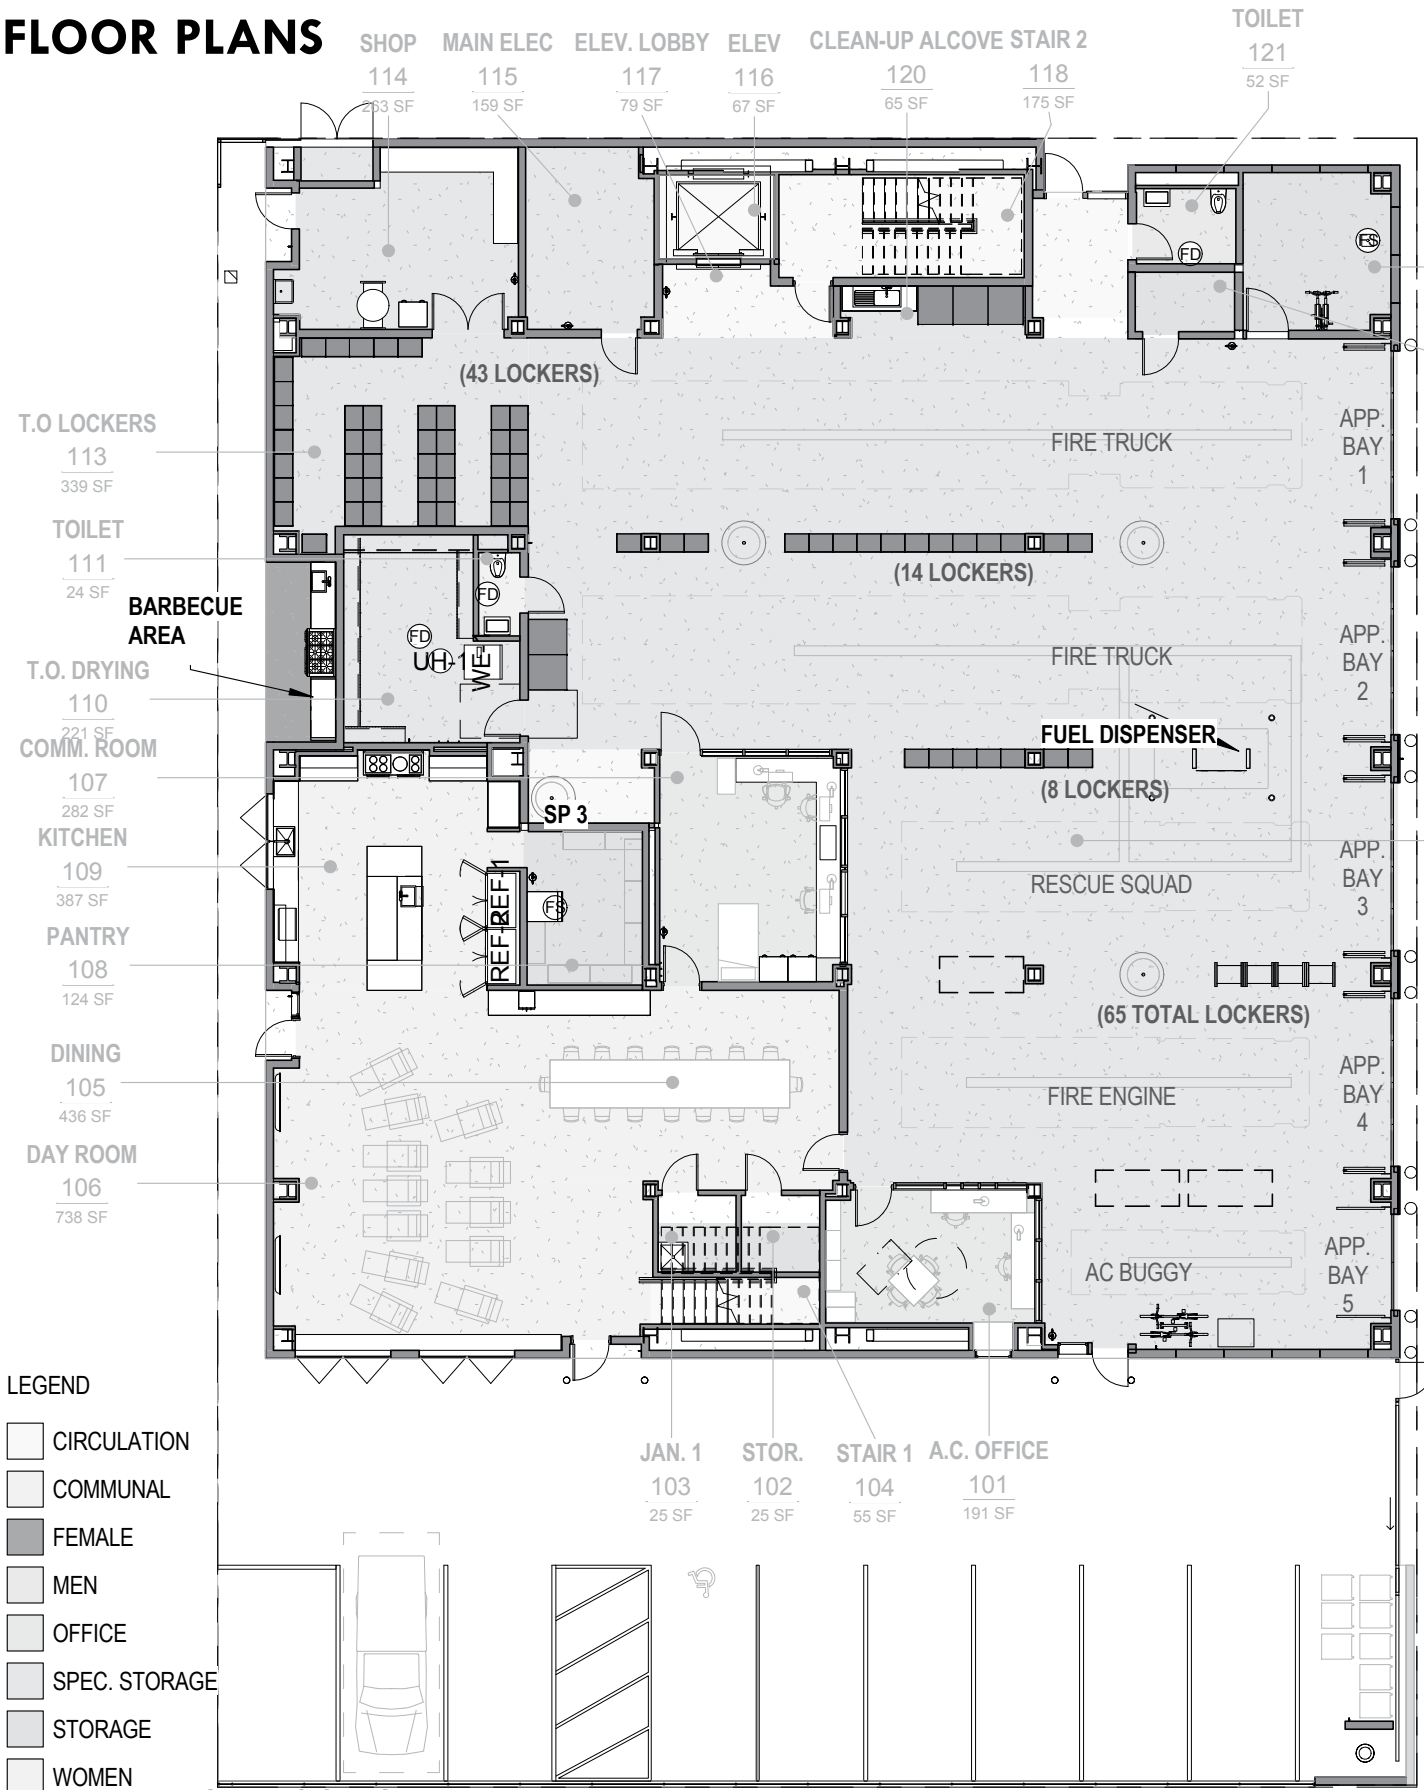 FLOOR PLANS
SHOP
114
263 SF
MAIN ELEC
115
159 SF
ELEV. LOBBY
117
79 SF
ELEV
116
67 SF
CLEAN-UP ALCOVE
120
65 SF
STAIR 2
118
175 SF
TOILET
121
52 SF
FD
FS
(43 LOCKERS)
T.O LOCKERS
113
339 SF
FIRE TRUCK
APP.
BAY
1
TOILET
111
24 SF
(14 LOCKERS)
BARBECUE
AREA
FD
FD
UH-1
WE
T.O. DRYING
110
221 SF
FIRE TRUCK
APP.
BAY
2
FUEL DISPENSER
COMM. ROOM
107
282 SF
(8 LOCKERS)
SP 3
KITCHEN
109
387 SF
REF-1
REF-2
FS
RESCUE SQUAD
APP.
BAY
3
PANTRY
108
124 SF
(65 TOTAL LOCKERS)
DINING
105
436 SF
FIRE ENGINE
APP.
BAY
4
DAY ROOM
106
738 SF
AC BUGGY
APP.
BAY
5
JAN. 1
103
25 SF
STOR.
102
25 SF
STAIR 1
104
55 SF
A.C. OFFICE
101
191 SF
LEGEND
CIRCULATION
COMMUNAL
FEMALE
MEN
OFFICE
SPEC. STORAGE
STORAGE
WOMEN